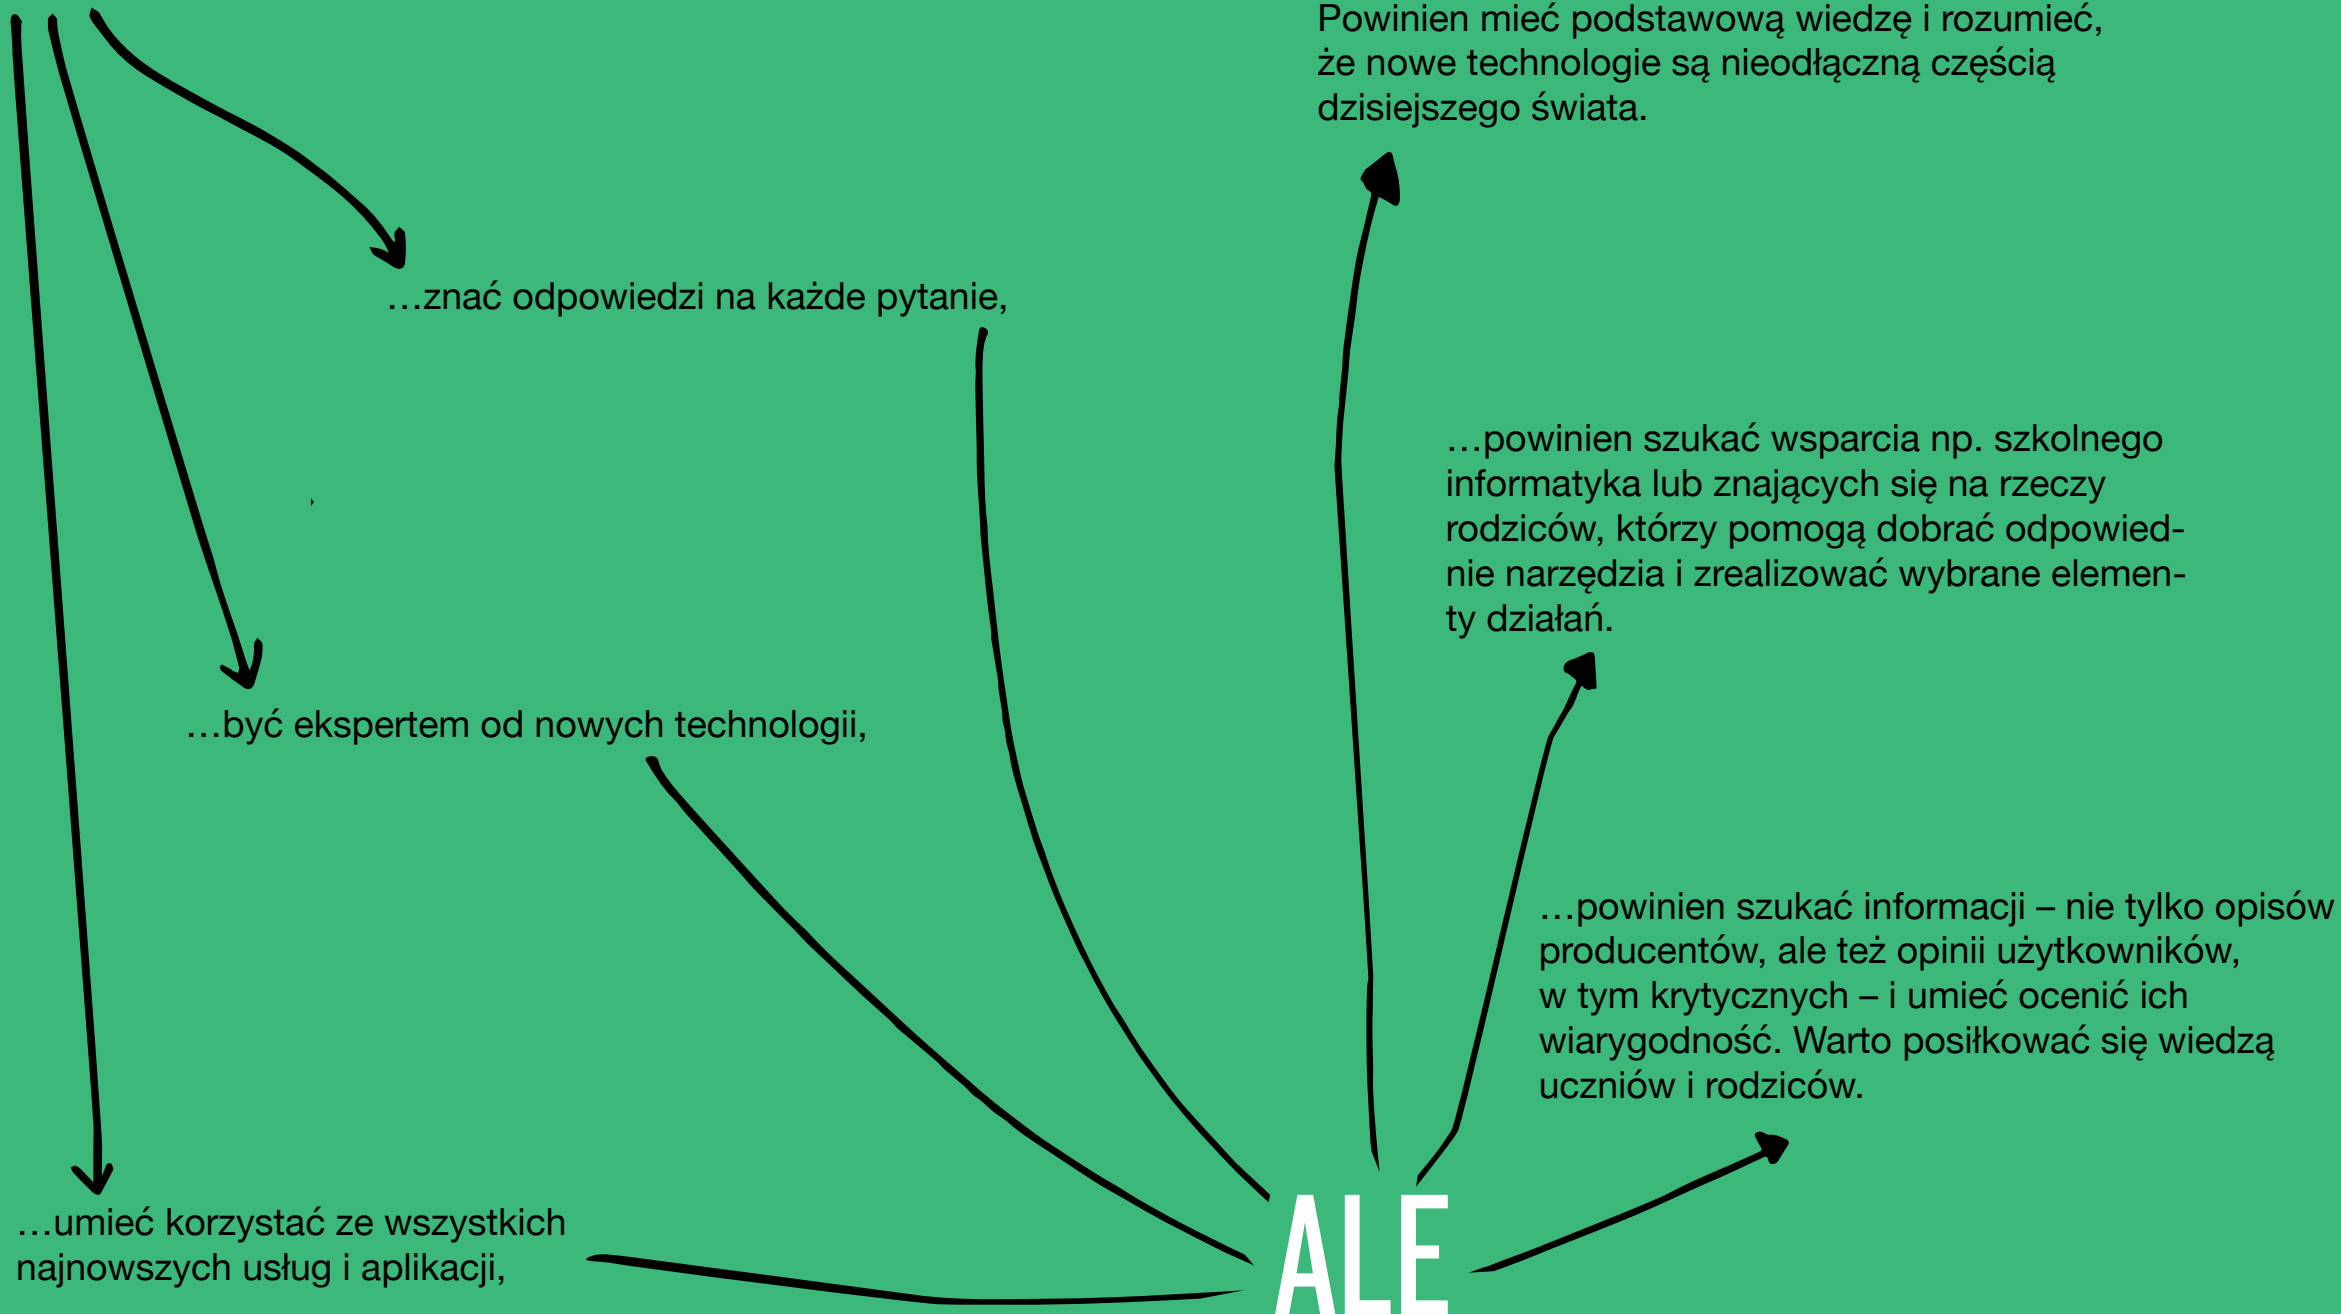 …znać odpowiedzi na każde pytanie,
…być ekspertem od nowych technologii,
…umieć korzystać ze wszystkich
najnowszych usług i aplikacji,
ALE
Powinien mieć podstawową wiedzę i rozumieć,
że nowe technologie są nieodłączną częścią
dzisiejszego świata.
…powinien szukać wsparcia np. szkolnego
informatyka lub znających się na rzeczy
rodziców, którzy pomogą dobrać odpowied-
nie narzędzia i zrealizować wybrane elemen-
ty działań.
…powinien szukać informacji – nie tylko opisów
producentów, ale też opinii użytkowników,
w tym krytycznych – i umieć ocenić ich
wiarygodność. Warto posiłkować się wiedzą
uczniów i rodziców.